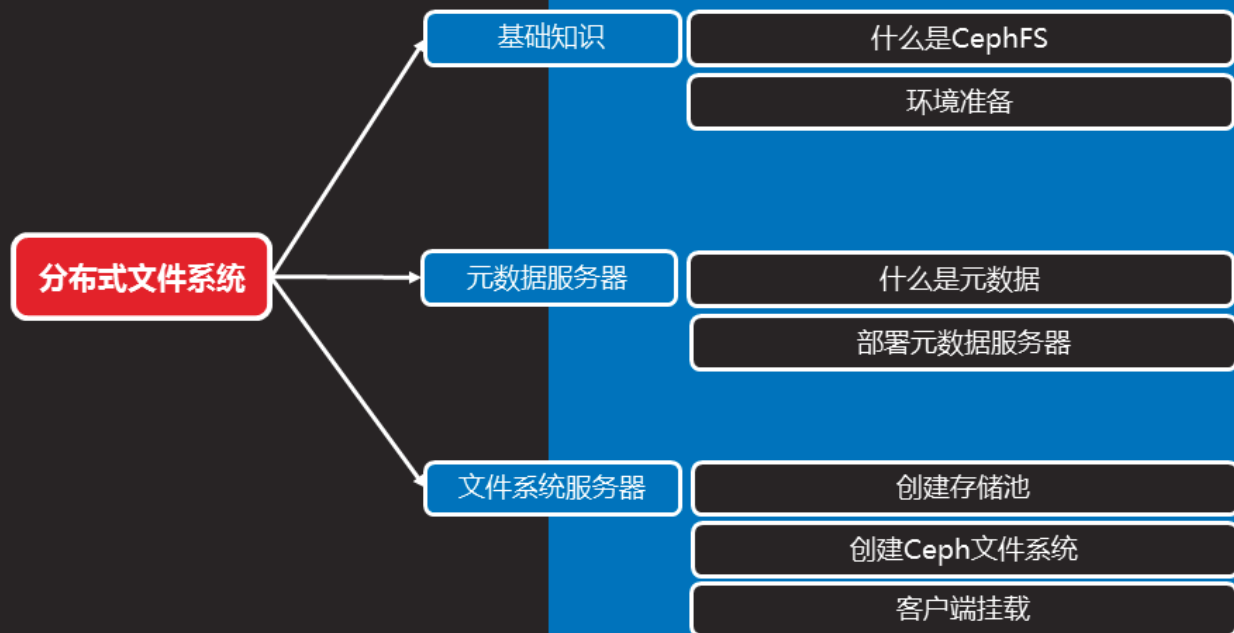 分布式文件系统
基础知识
什么是CephFS
环境准备
元数据服务器
什么是元数据
部署元数据服务器
文件系统服务器
创建存储池
创建Ceph文件系统
客户端挂载